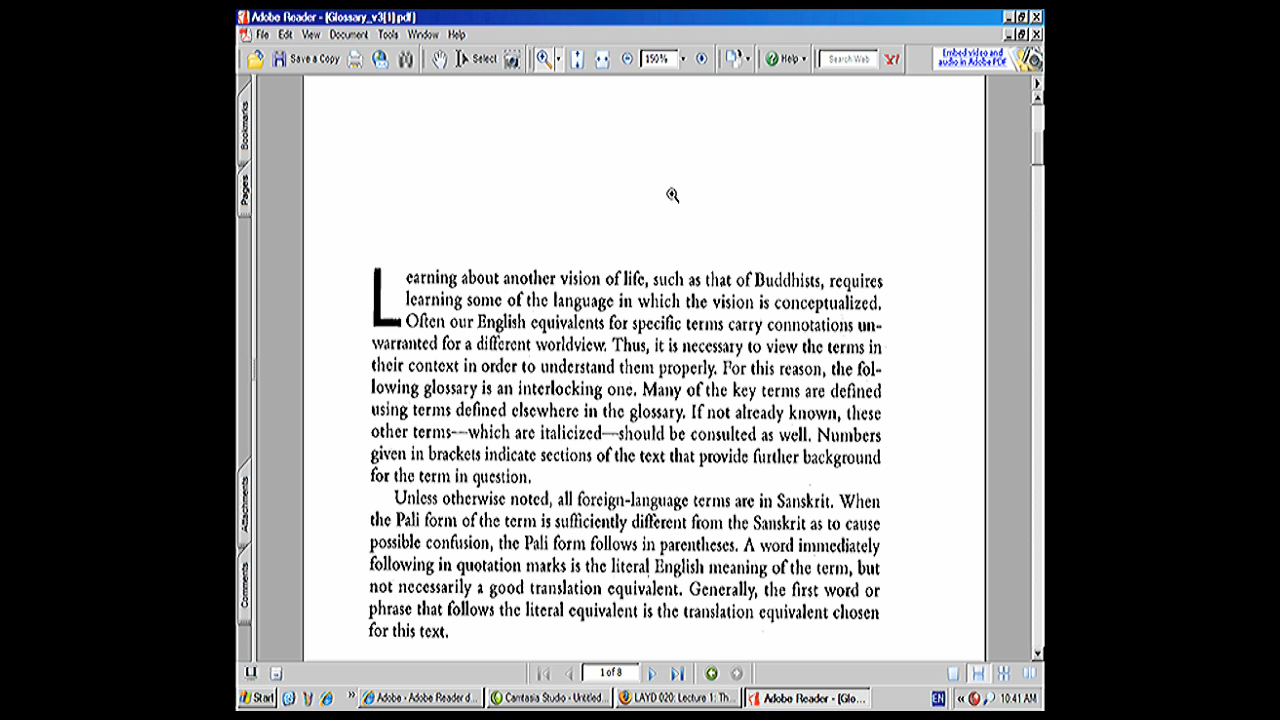 Adobe Reader - [Glossary_v3[1].pdf]
File Edit View Document Tools Window Help
Save a Copy Select 150% Help Search Web Y! Embed video and audio in Adobe PDF
Bookmarks
Pages
Learning about another vision of life, such as that of Buddhists, requires
learning some of the language in which the vision is conceptualized.
Often our English equivalents for specific terms carry connotations un-
warranted for a different worldview. Thus, it is necessary to view the terms in
their context in order to understand them properly. For this reason, the fol-
lowing glossary is an interlocking one. Many of the key terms are defined
using terms defined elsewhere in the glossary. If not already known, these
other terms—which are italicized—should be consulted as well. Numbers
given in brackets indicate sections of the text that provide further background
for the term in question.
Unless otherwise noted, all foreign-language terms are in Sanskrit. When
the Pali form of the term is sufficiently different from the Sanskrit as to cause
possible confusion, the Pali form follows in parentheses. A word immediately
following in quotation marks is the literal English meaning of the term, but
not necessarily a good translation equivalent. Generally, the first word or
phrase that follows the literal equivalent is the translation equivalent chosen
for this text.
Attachments
Comments
1 of 8
Start » Adobe - Adobe Reader d... Camtasia Studio - Untitled... LAYD 020: Lecture 1: Th... Adobe Reader - [Glo... EN « 10:41 AM